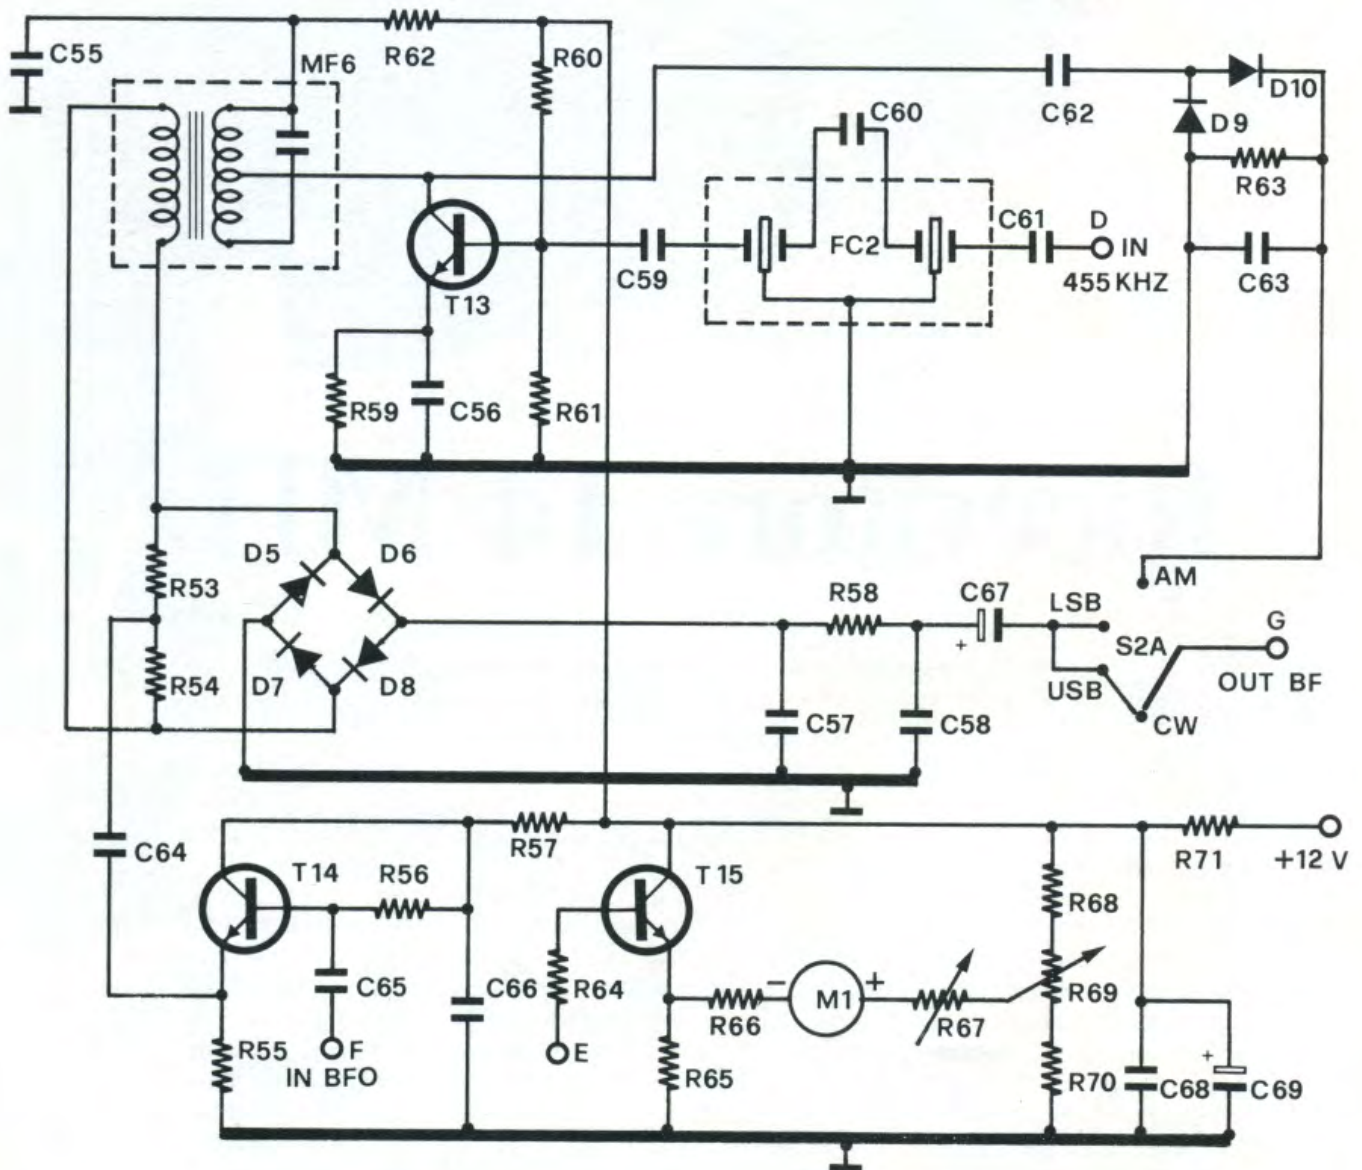 C55
R62
R60
MF6
C62
D10
D9
C60
R63
C61
D
IN
455 KHZ
FC2
C59
C63
T13
R59
C56
R61
D5
D6
R53
R54
D7
D8
R58
C67
+
LSB
AM
S2A
G
USB
OUT BF
CW
C57
C58
C64
R57
R71
+12 V
T14
R56
T15
R68
C65
C66
R64
R66
−
M1
+
R67
R69
R55
F
IN BFO
E
R65
R70
C68
+
C69